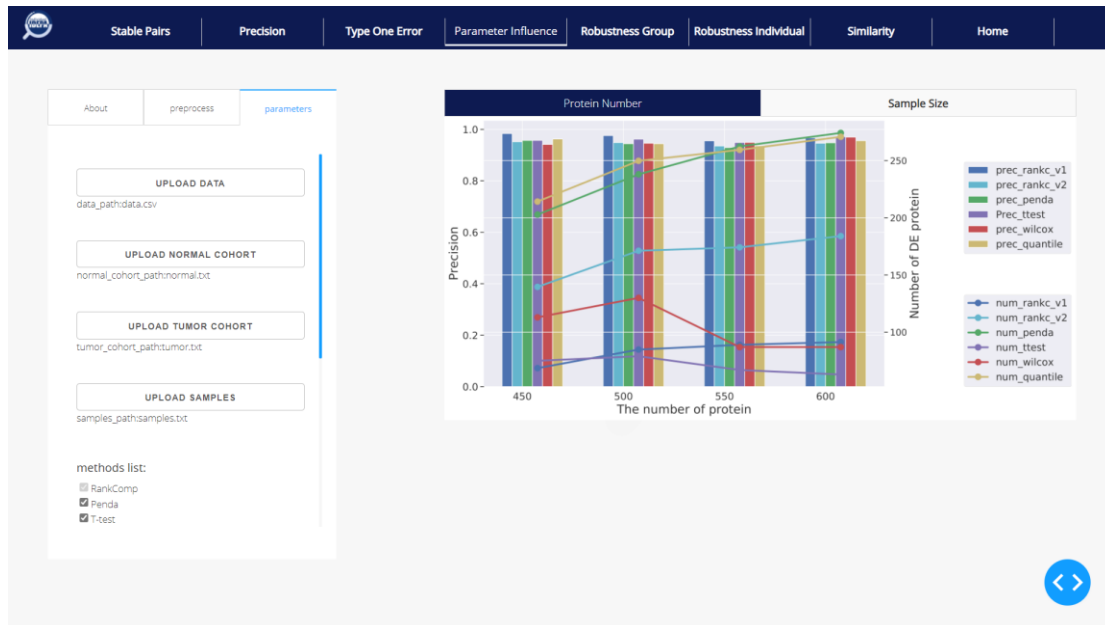 Stable Pairs
Precision
Type One Error
Parameter Influence
Robustness Group
Robustness Individual
Similarity
Home
About
preprocess
parameters
UPLOAD DATA
data_path:data.csv
UPLOAD NORMAL COHORT
normal_cohort_path:normal.txt
UPLOAD TUMOR COHORT
tumor_cohort_path:tumor.txt
UPLOAD SAMPLES
samples_path:samples.txt
methods list:
RankComp
Penda
T-test
Protein Number
Sample Size
1.0
0.8
0.6
0.4
0.2
0.0
Precision
450
500
550
600
The number of protein
250
200
150
100
Number of DE protein
prec_rankc_v1
prec_rankc_v2
prec_penda
Prec_ttest
prec_wilcox
prec_quantile
num_rankc_v1
num_rankc_v2
num_penda
num_ttest
num_wilcox
num_quantile